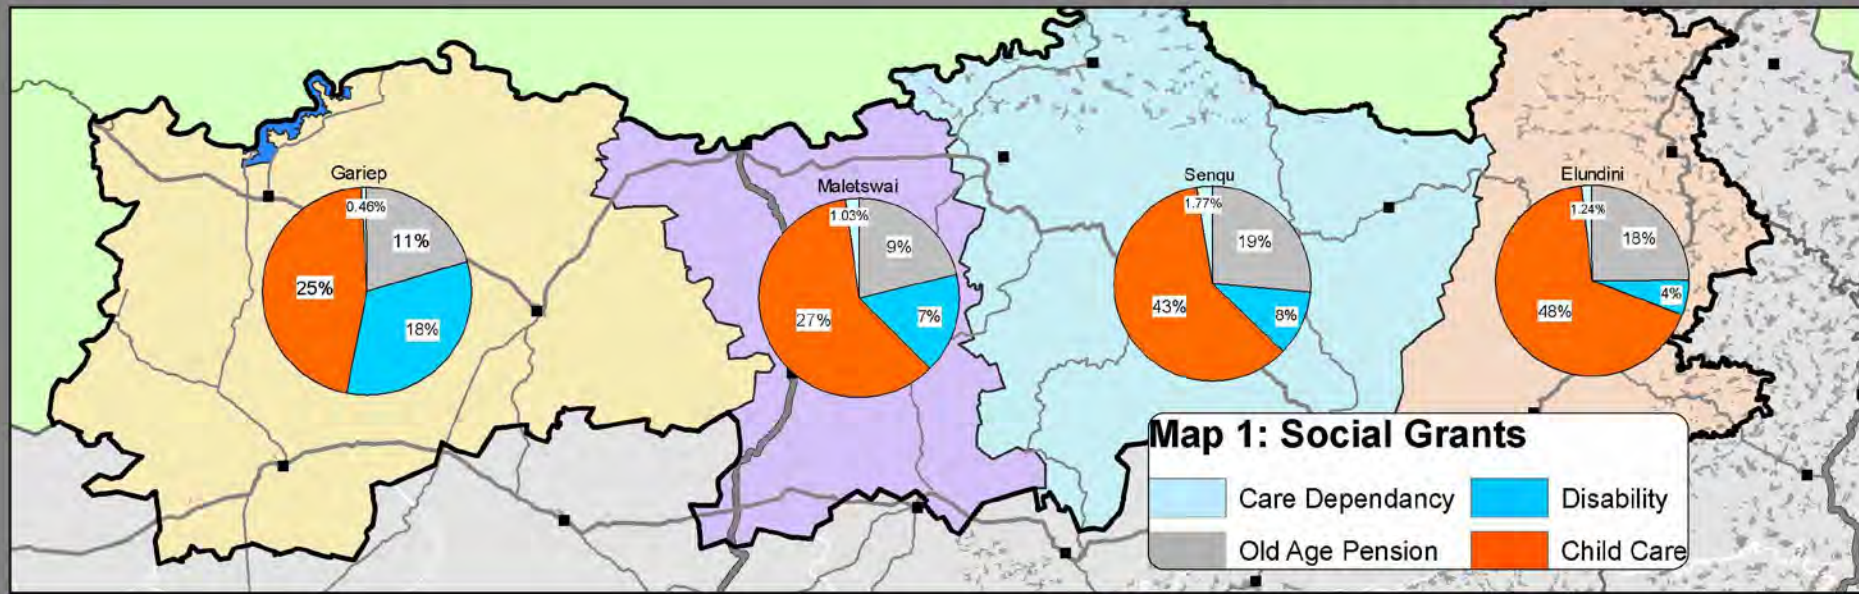 Gariep
0.46%
11%
25%
18%
Maletswai
1.03%
9%
7%
27%
Senqu
1.77%
19%
43%
8%
Elundini
1.24%
18%
4%
48%
Map 1: Social Grants
Care Dependancy
Disability
Old Age Pension
Child Care